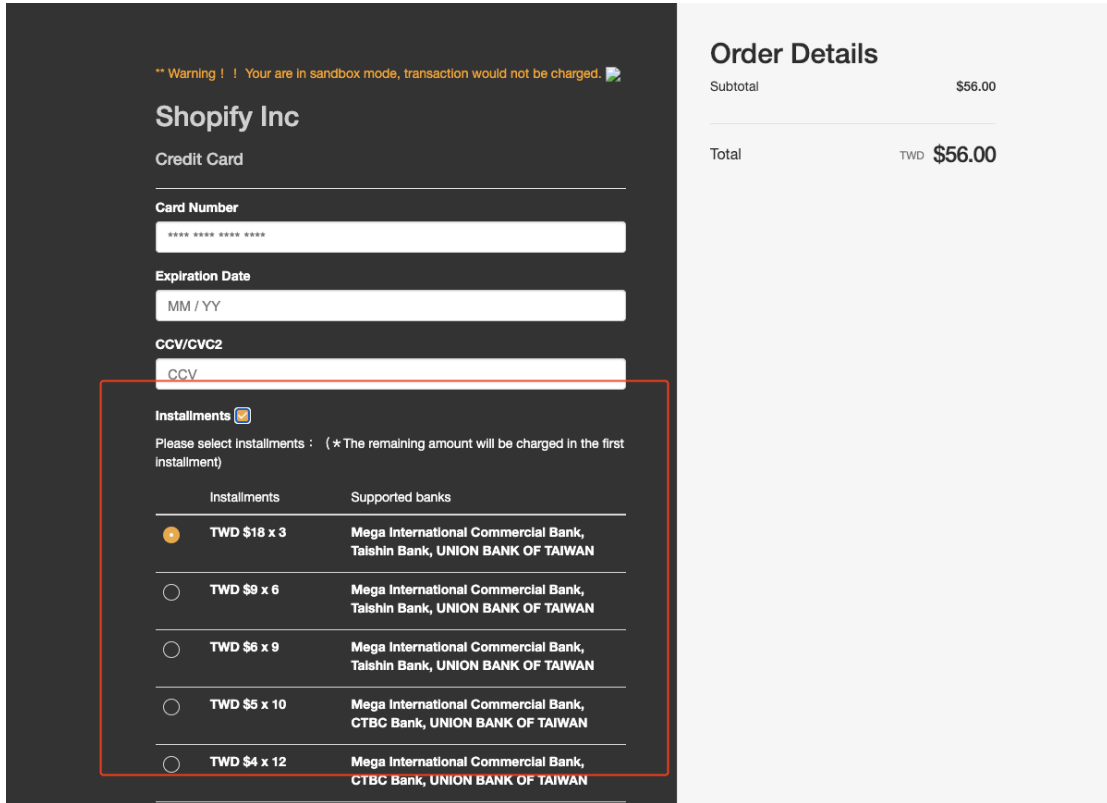 ** Warning！！ Your are in sandbox mode, transaction would not be charged.
Shopify Inc
Credit Card
Card Number
**** **** **** ****
Expiration Date
MM / YY
CCV/CVC2
CCV
Installments
Please select installments： （*The remaining amount will be charged in the first
installment)
Installments Supported banks
TWD $18 x 3 Mega International Commercial Bank,
Taishin Bank, UNION BANK OF TAIWAN
TWD $9 x 6 Mega International Commercial Bank,
Taishin Bank, UNION BANK OF TAIWAN
TWD $6 x 9 Mega International Commercial Bank,
Taishin Bank, UNION BANK OF TAIWAN
TWD $5 x 10 Mega International Commercial Bank,
CTBC Bank, UNION BANK OF TAIWAN
TWD $4 x 12 Mega International Commercial Bank,
CTBC Bank, UNION BANK OF TAIWAN
Order Details
Subtotal $56.00
Total TWD $56.00